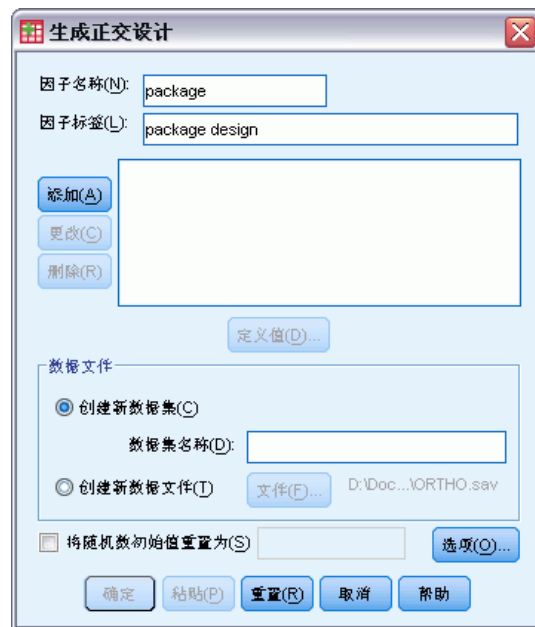 生成正交设计
因子名称(N): package
因子标签(L): package design
添加(A)
更改(C)
删除(R)
定义值(D)...
数据文件
创建新数据集(C)
数据集名称(D):
创建新数据文件(T) 文件(F)... D:\Doc...\ORTHO.sav
将随机数初始值重置为(S) 选项(O)...
确定 粘贴(P) 重置(R) 取消 帮助